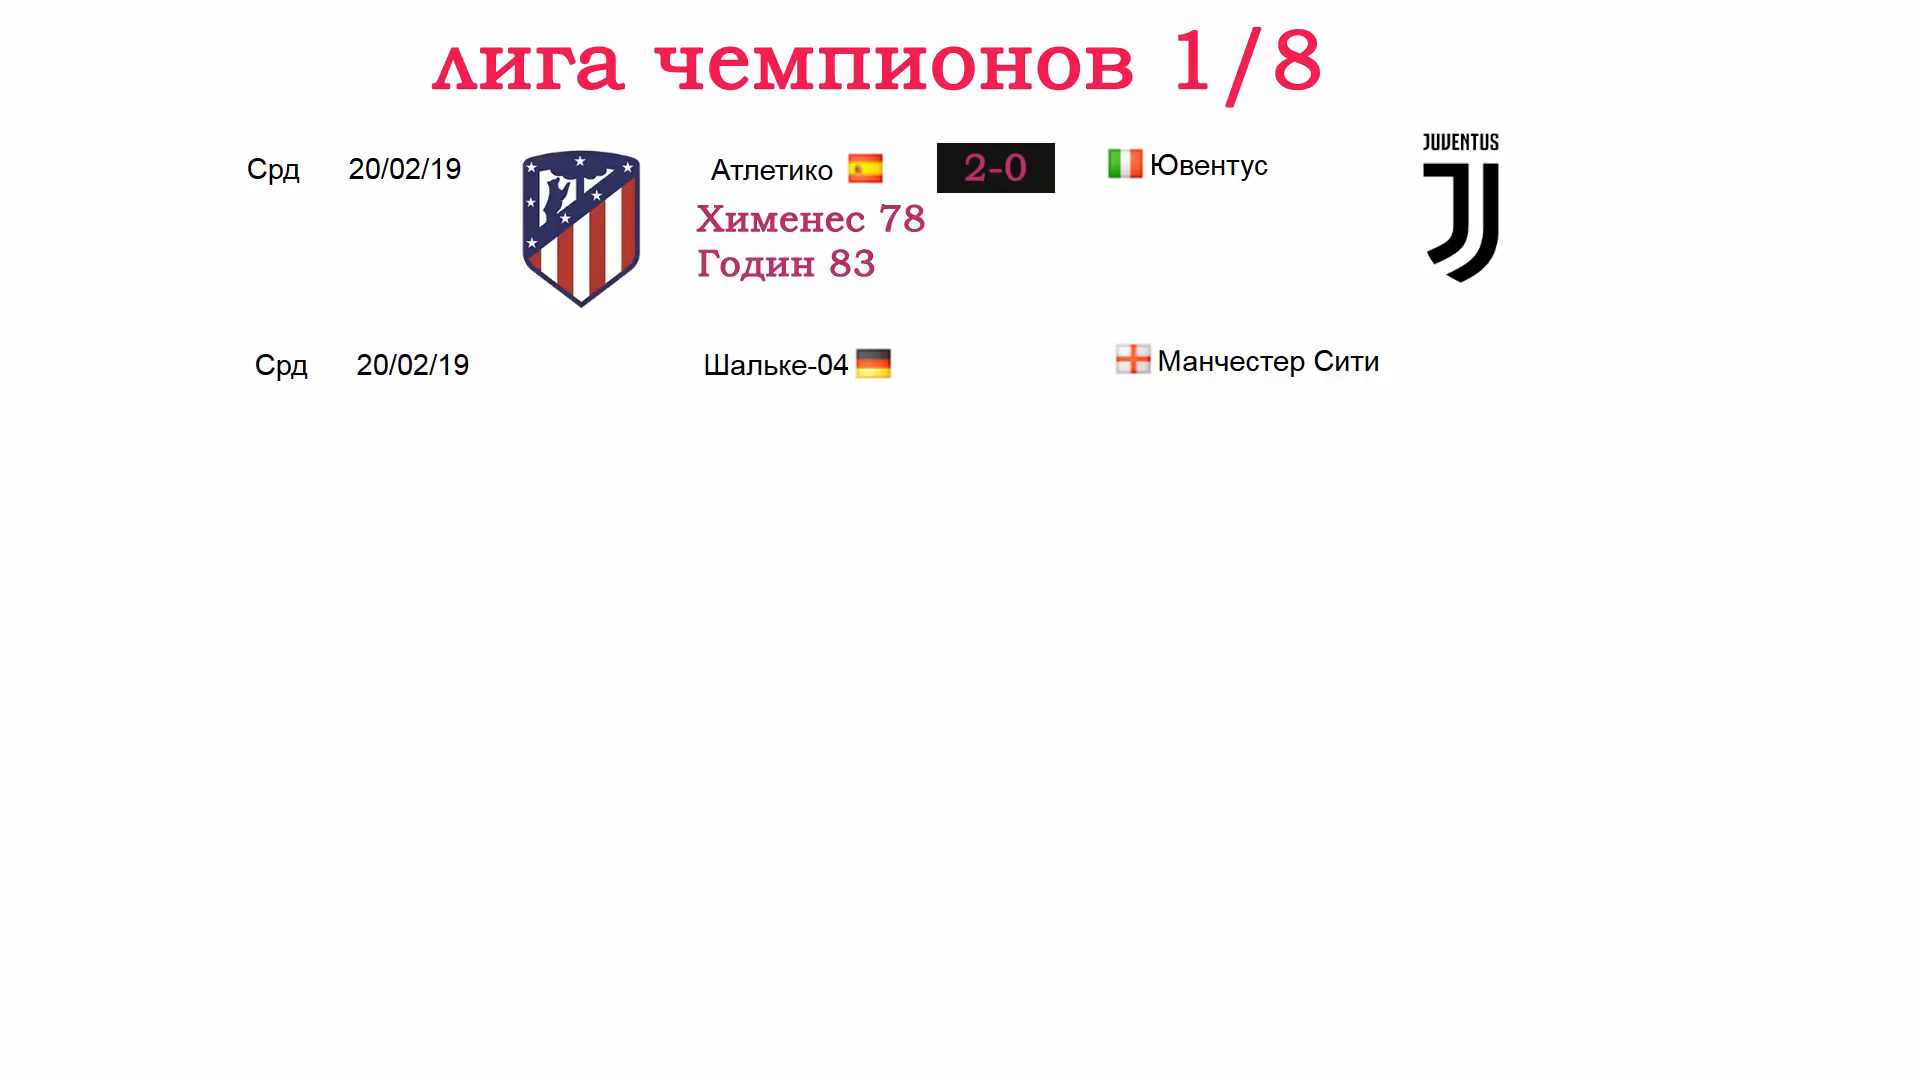 лига чемпионов 1/8
JUVENTUS
Срд 20/02/19 Атлетико 2-0 Ювентус
Хименес 78
Годин 83
Срд 20/02/19 Шальке-04 Манчестер Сити